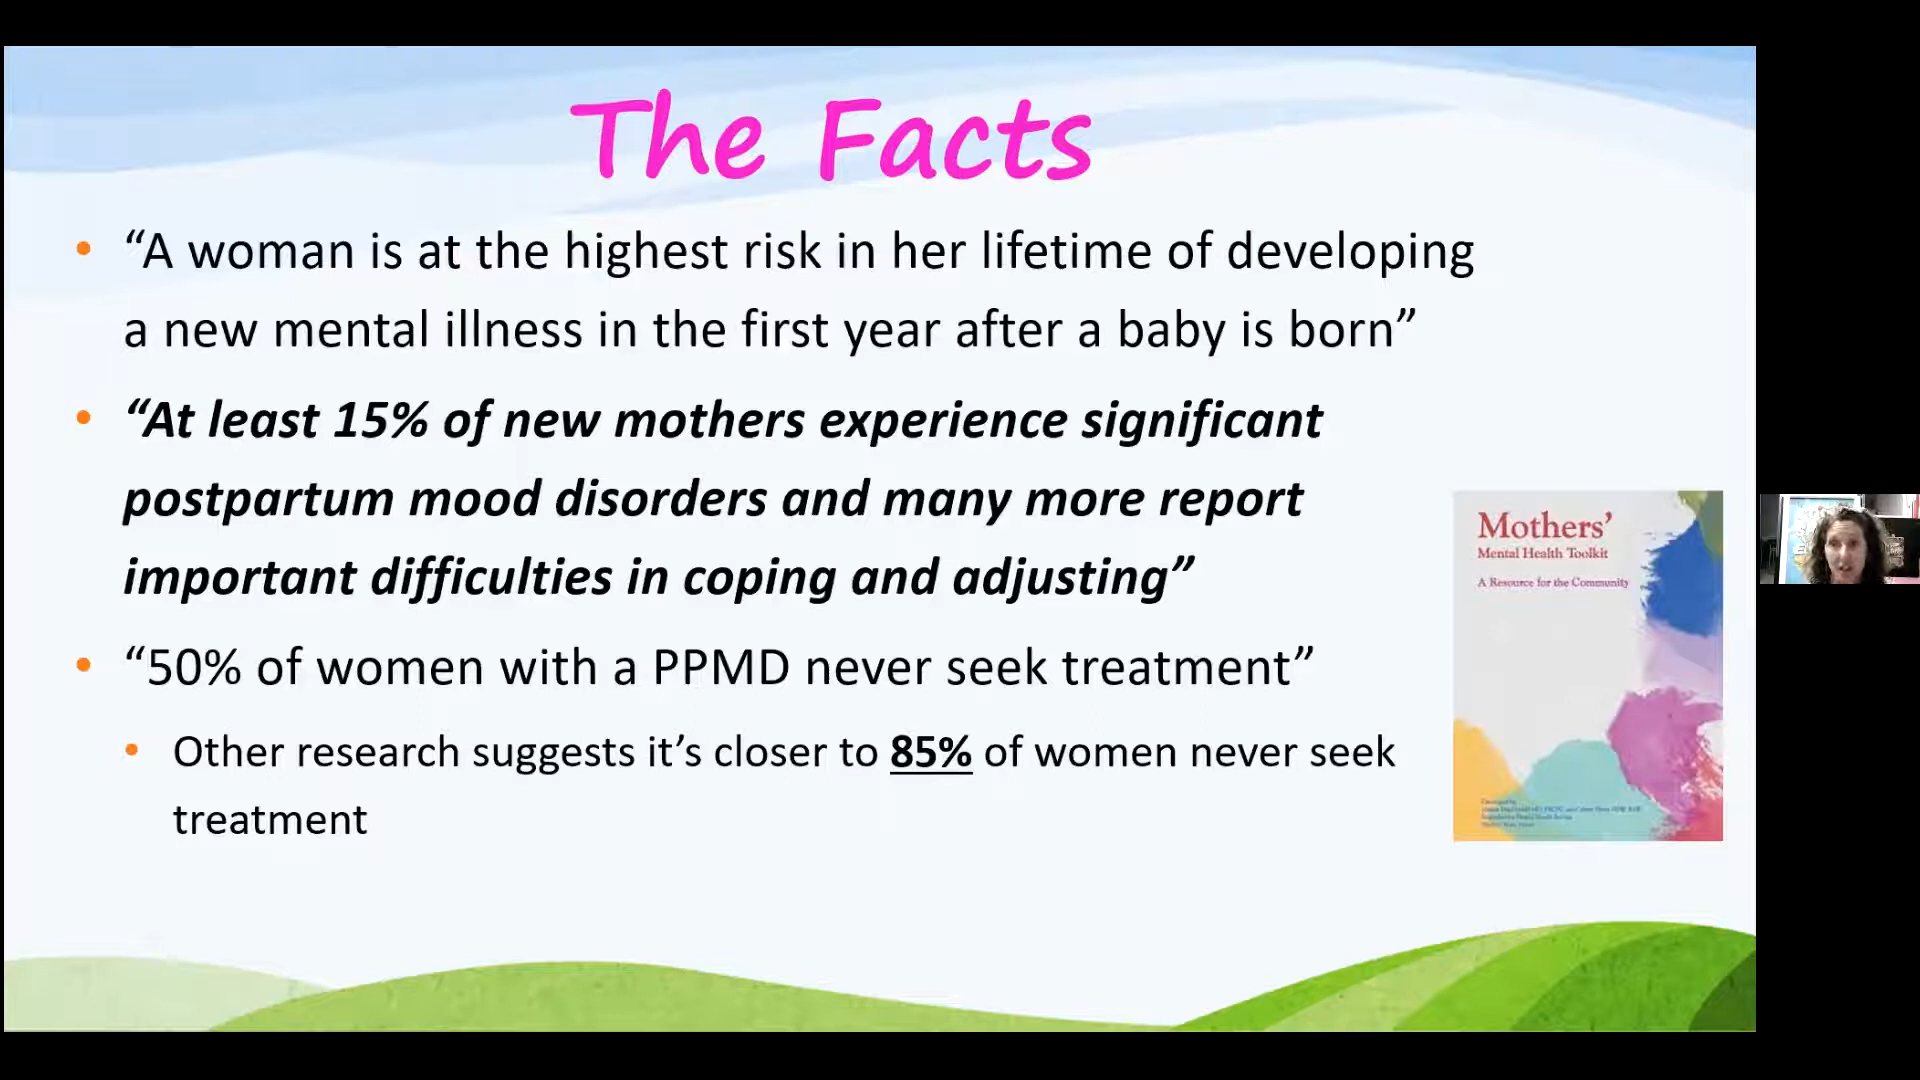 The Facts
• “A woman is at the highest risk in her lifetime of developing
a new mental illness in the first year after a baby is born”
• “At least 15% of new mothers experience significant
postpartum mood disorders and many more report
important difficulties in coping and adjusting”
• “50% of women with a PPMD never seek treatment”
• Other research suggests it’s closer to 85% of women never seek
treatment
Mothers’
Mental Health Toolkit
A Resource for the Community